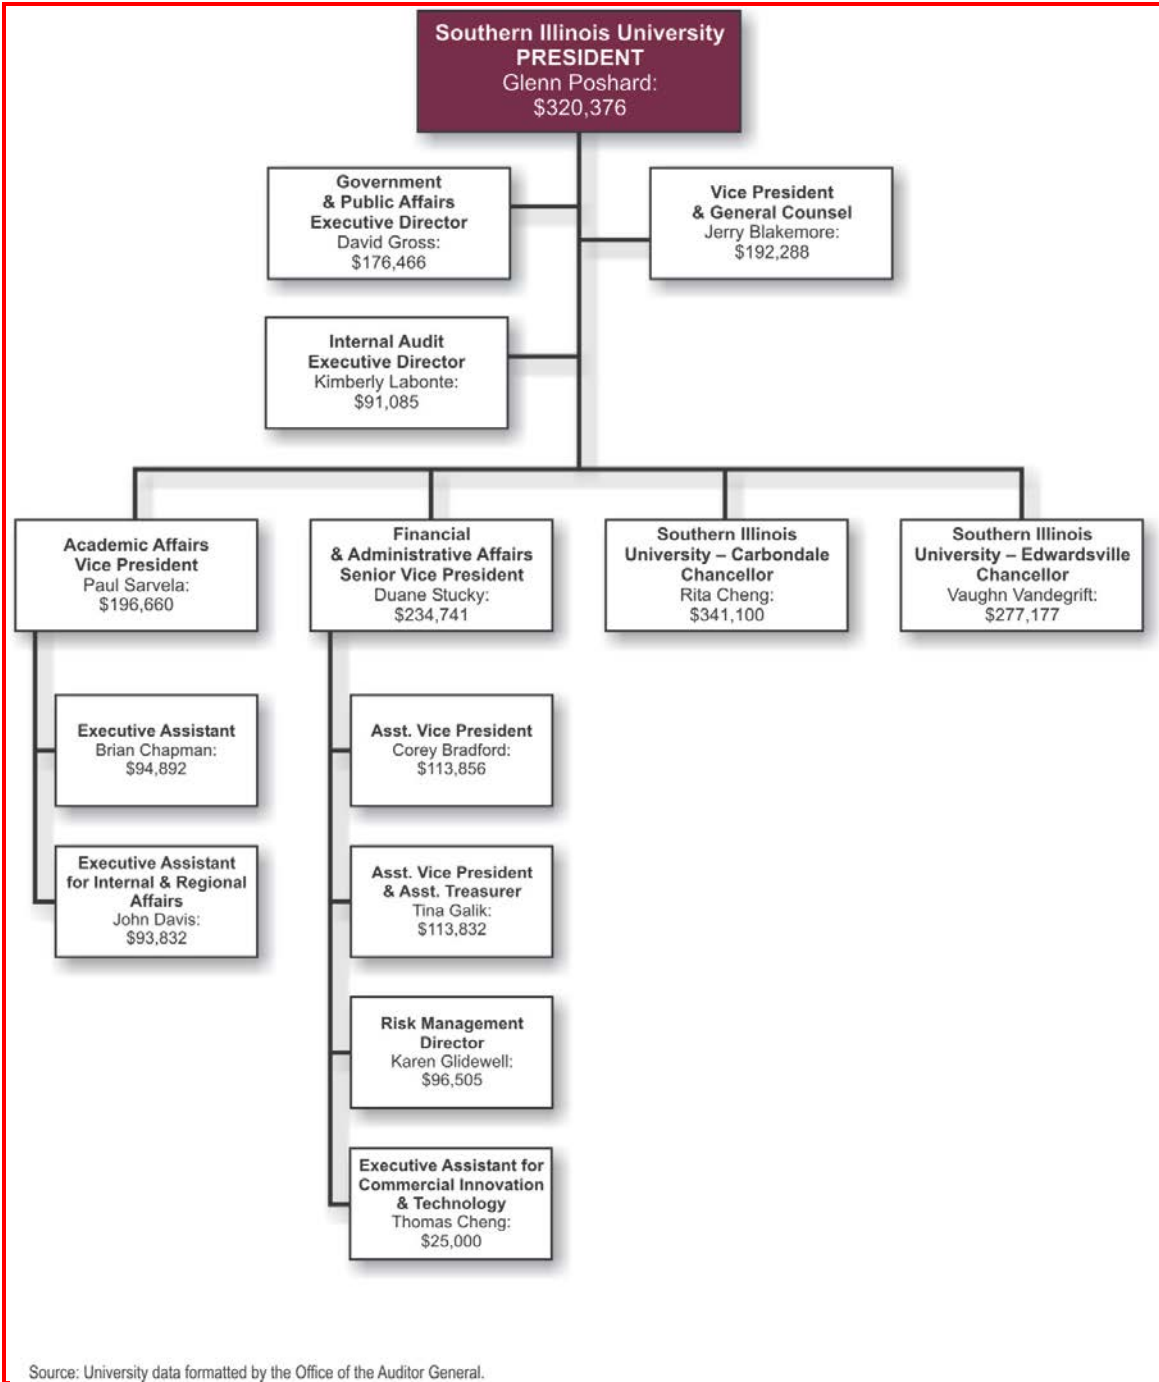 Southern Illinois University
PRESIDENT
Glenn Poshard:
$320,376
Government
& Public Affairs
Executive Director
David Gross:
$176,466
Vice President
& General Counsel
Jerry Blakemore:
$192,288
Internal Audit
Executive Director
Kimberly Labonte:
$91,085
Academic Affairs
Vice President
Paul Sarvela:
$196,660
Financial
& Administrative Affairs
Senior Vice President
Duane Stucky:
$234,741
Southern Illinois
University – Carbondale
Chancellor
Rita Cheng:
$341,100
Southern Illinois
University – Edwardsville
Chancellor
Vaughn Vandegrift:
$277,177
Executive Assistant
Brian Chapman:
$94,892
Executive Assistant
for Internal & Regional
Affairs
John Davis:
$93,832
Asst. Vice President
Corey Bradford:
$113,856
Asst. Vice President
& Asst. Treasurer
Tina Galik:
$113,832
Risk Management
Director
Karen Glidewell:
$96,505
Executive Assistant for
Commercial Innovation
& Technology
Thomas Cheng:
$25,000
Source: University data formatted by the Office of the Auditor General.